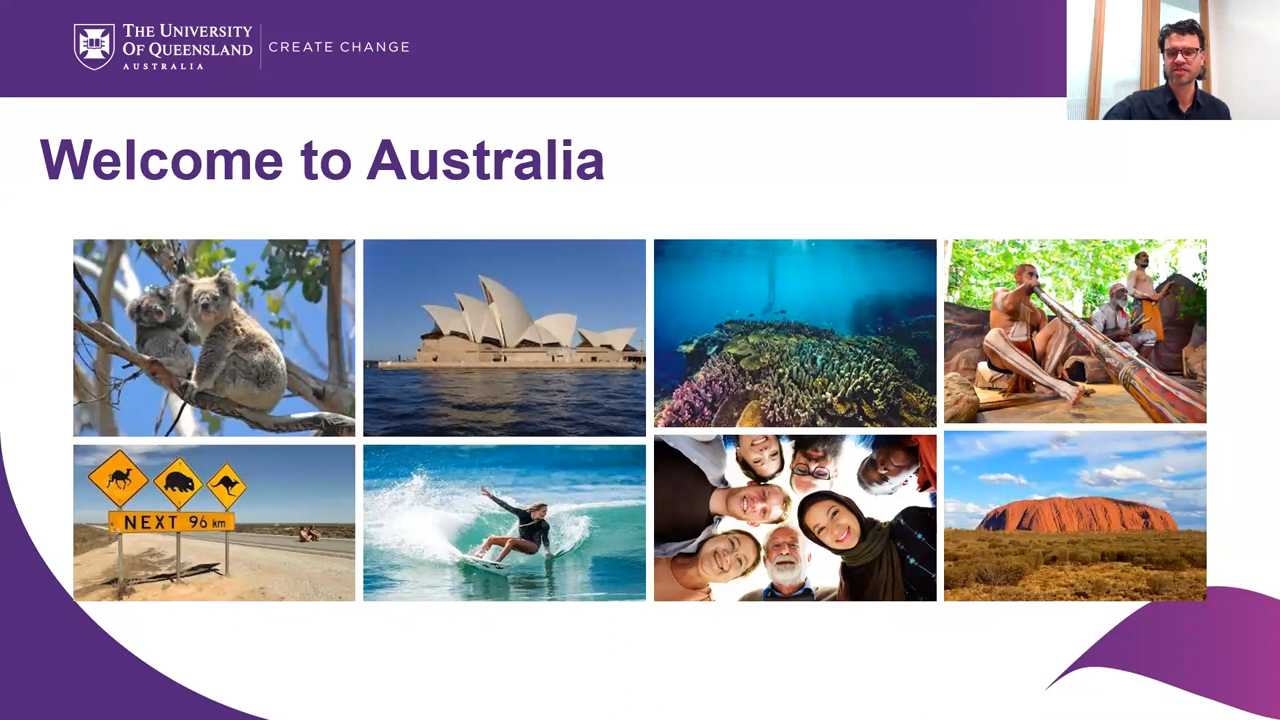 THE UNIVERSITY
OF QUEENSLAND
AUSTRALIA
CREATE CHANGE
Welcome to Australia
NEXT 96 km